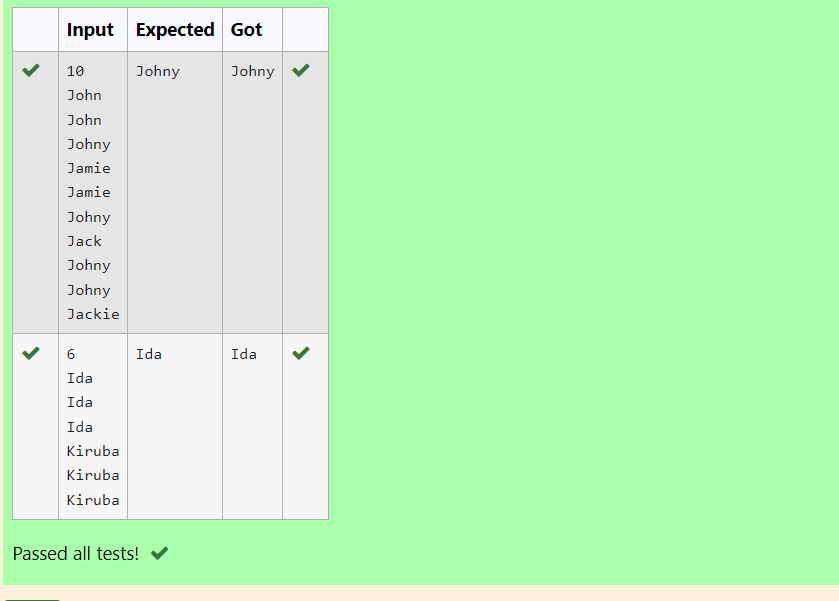 Input Expected Got
10 Johny Johny
John
John
Johny
Jamie
Jamie
Johny
Jack
Johny
Johny
Jackie
6 Ida Ida
Ida
Ida
Ida
Kiruba
Kiruba
Kiruba
Passed all tests!